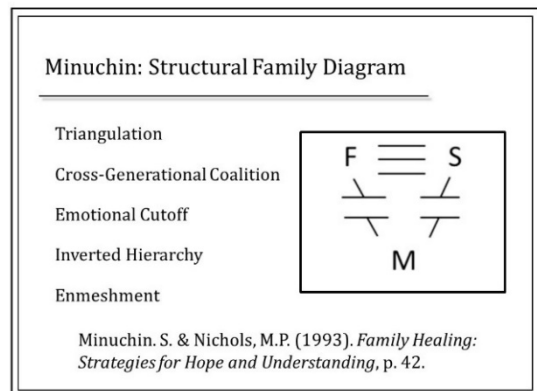 Minuchin: Structural Family Diagram
Triangulation
Cross-Generational Coalition
Emotional Cutoff
Inverted Hierarchy
Enmeshment
F S
M
Minuchin. S. & Nichols, M.P. (1993). Family Healing:
Strategies for Hope and Understanding, p. 42.